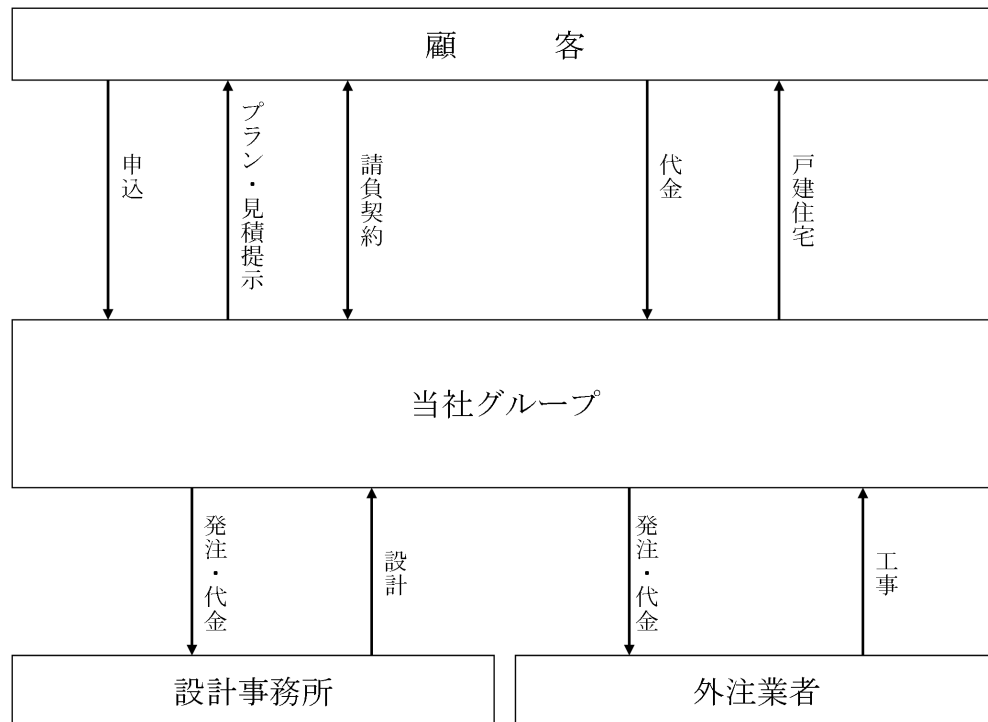 顧客
申込
プラン・見積提示
請負契約
代金
戸建住宅
当社グループ
発注・代金
設計
発注・代金
工事
設計事務所
外注業者